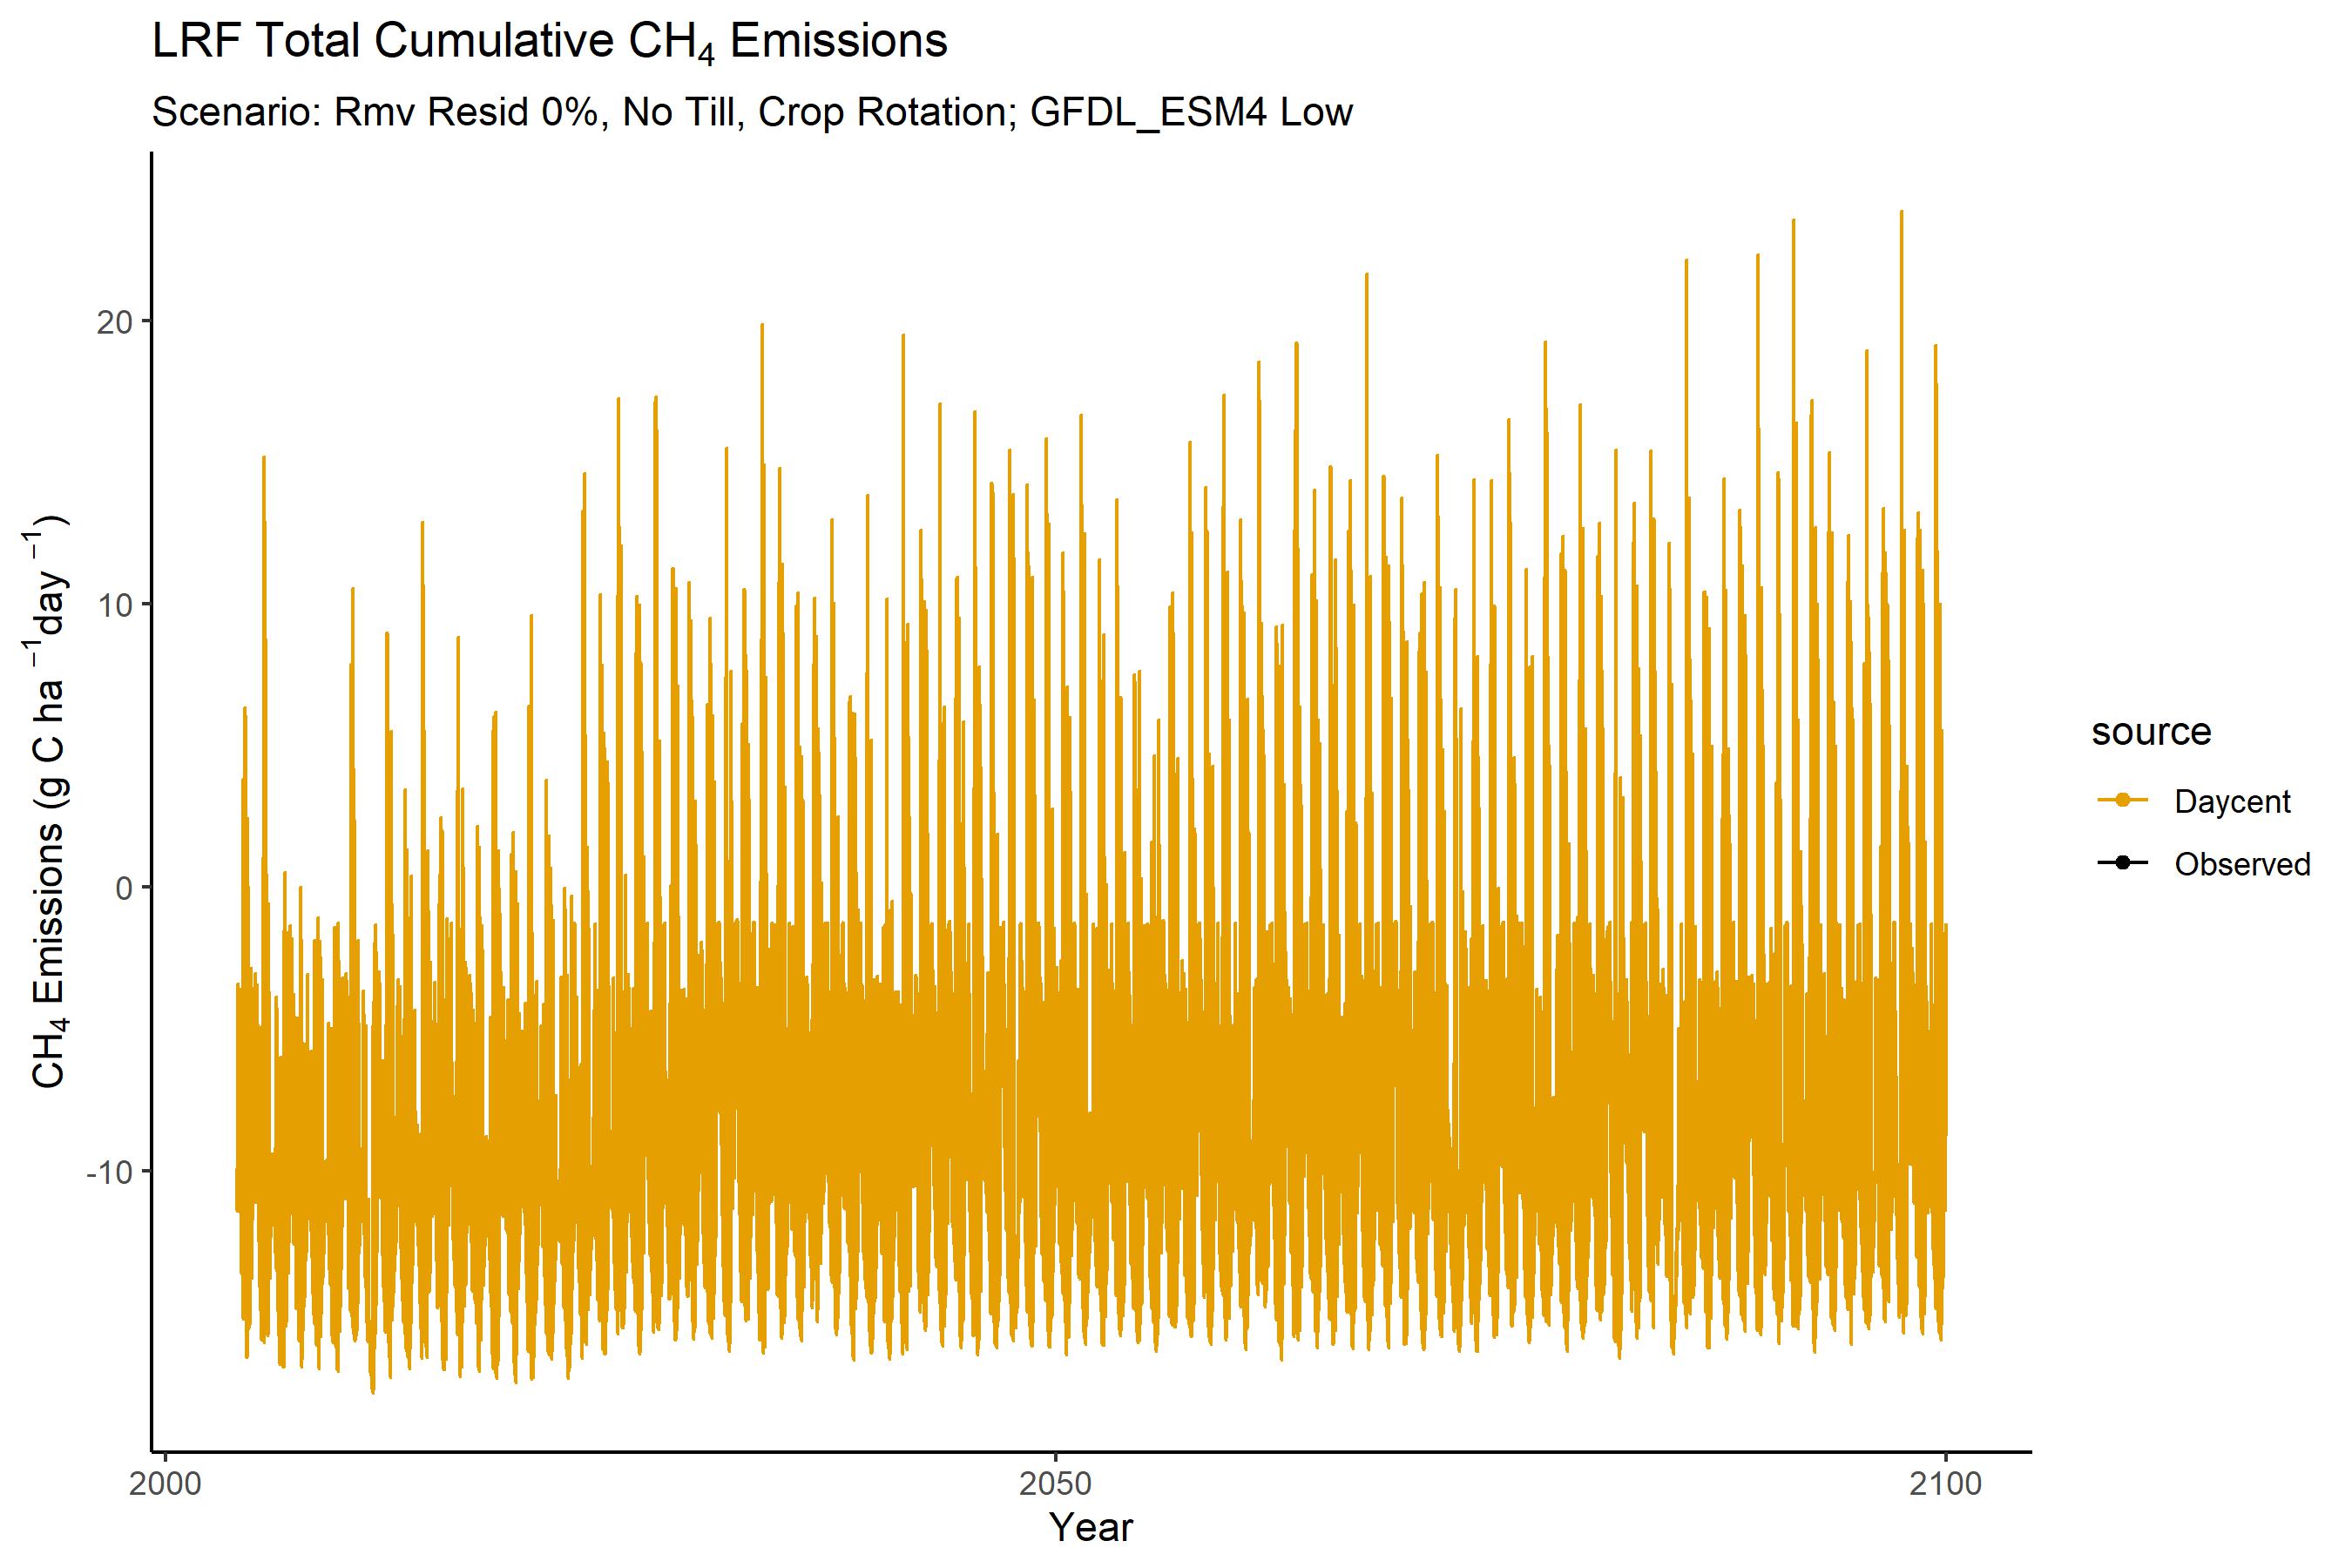 LRF Total Cumulative CH₄ Emissions
Scenario: Rmv Resid 0%, No Till, Crop Rotation; GFDL_ESM4 Low
CH₄ Emissions (g C ha ⁻¹day ⁻¹)
20
10
0
-10
2000
2050
2100
Year
source
Daycent
Observed